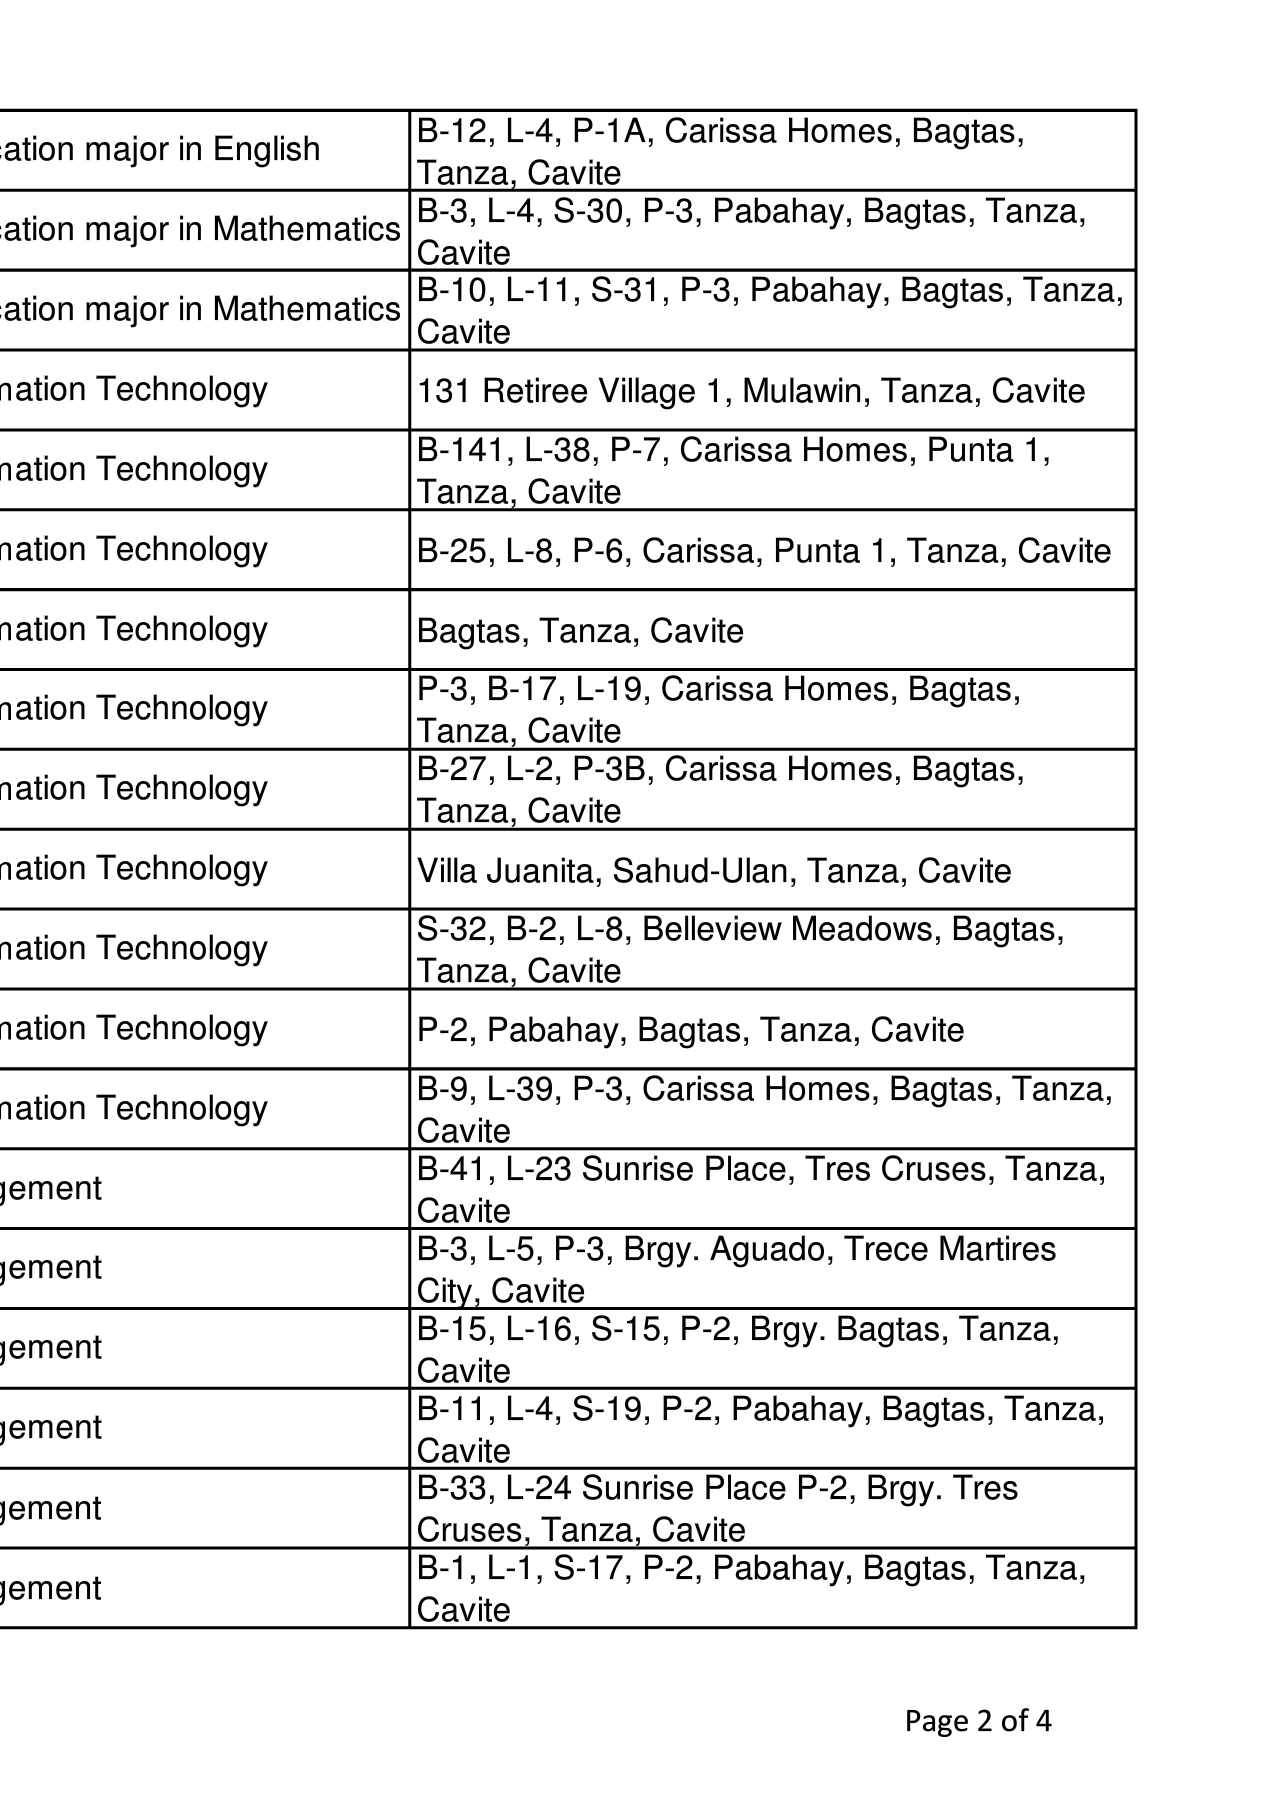 cation major in English
B-12, L-4, P-1A, Carissa Homes, Bagtas,
Tanza, Cavite
cation major in Mathematics
B-3, L-4, S-30, P-3, Pabahay, Bagtas, Tanza,
Cavite
cation major in Mathematics
B-10, L-11, S-31, P-3, Pabahay, Bagtas, Tanza,
Cavite
mation Technology
131 Retiree Village 1, Mulawin, Tanza, Cavite
mation Technology
B-141, L-38, P-7, Carissa Homes, Punta 1,
Tanza, Cavite
mation Technology
B-25, L-8, P-6, Carissa, Punta 1, Tanza, Cavite
mation Technology
Bagtas, Tanza, Cavite
mation Technology
P-3, B-17, L-19, Carissa Homes, Bagtas,
Tanza, Cavite
mation Technology
B-27, L-2, P-3B, Carissa Homes, Bagtas,
Tanza, Cavite
mation Technology
Villa Juanita, Sahud-Ulan, Tanza, Cavite
mation Technology
S-32, B-2, L-8, Belleview Meadows, Bagtas,
Tanza, Cavite
mation Technology
P-2, Pabahay, Bagtas, Tanza, Cavite
mation Technology
B-9, L-39, P-3, Carissa Homes, Bagtas, Tanza,
Cavite
gement
B-41, L-23 Sunrise Place, Tres Cruses, Tanza,
Cavite
gement
B-3, L-5, P-3, Brgy. Aguado, Trece Martires
City, Cavite
gement
B-15, L-16, S-15, P-2, Brgy. Bagtas, Tanza,
Cavite
gement
B-11, L-4, S-19, P-2, Pabahay, Bagtas, Tanza,
Cavite
gement
B-33, L-24 Sunrise Place P-2, Brgy. Tres
Cruses, Tanza, Cavite
gement
B-1, L-1, S-17, P-2, Pabahay, Bagtas, Tanza,
Cavite
Page 2 of 4